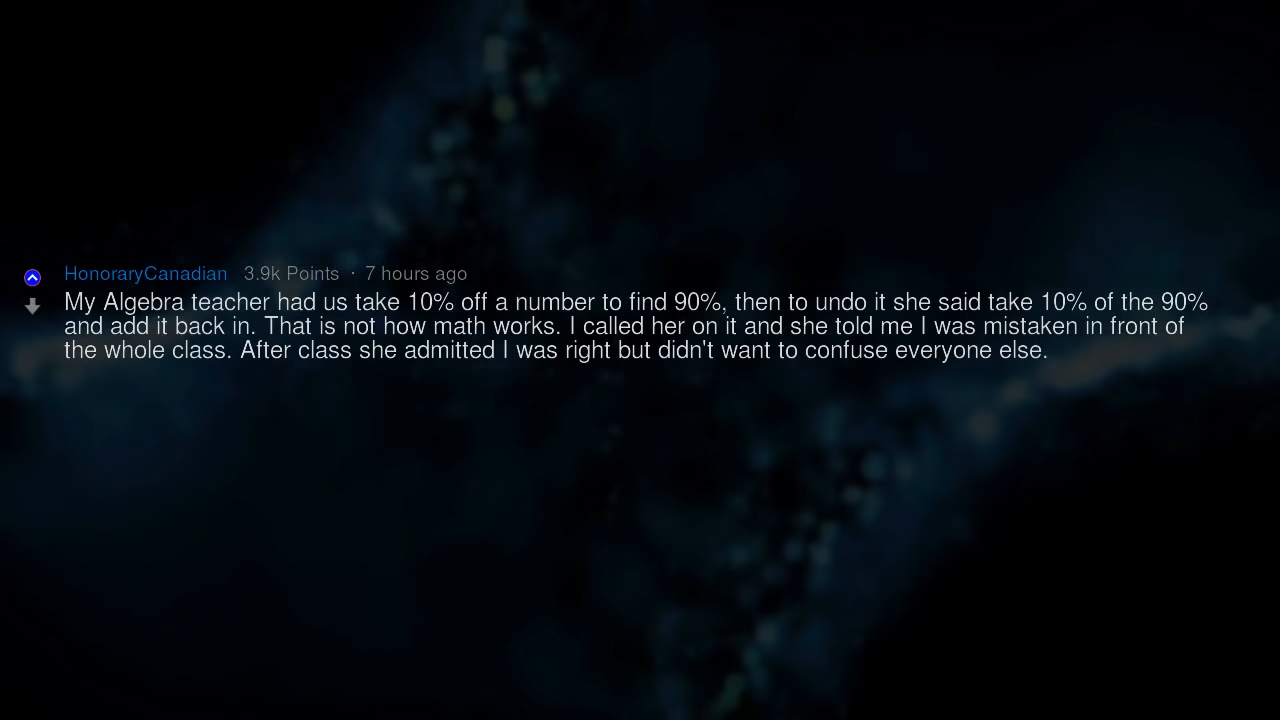 HonoraryCanadian 3.9k Points · 7 hours ago
My Algebra teacher had us take 10% off a number to find 90%, then to undo it she said take 10% of the 90%
and add it back in. That is not how math works. I called her on it and she told me I was mistaken in front of
the whole class. After class she admitted I was right but didn't want to confuse everyone else.